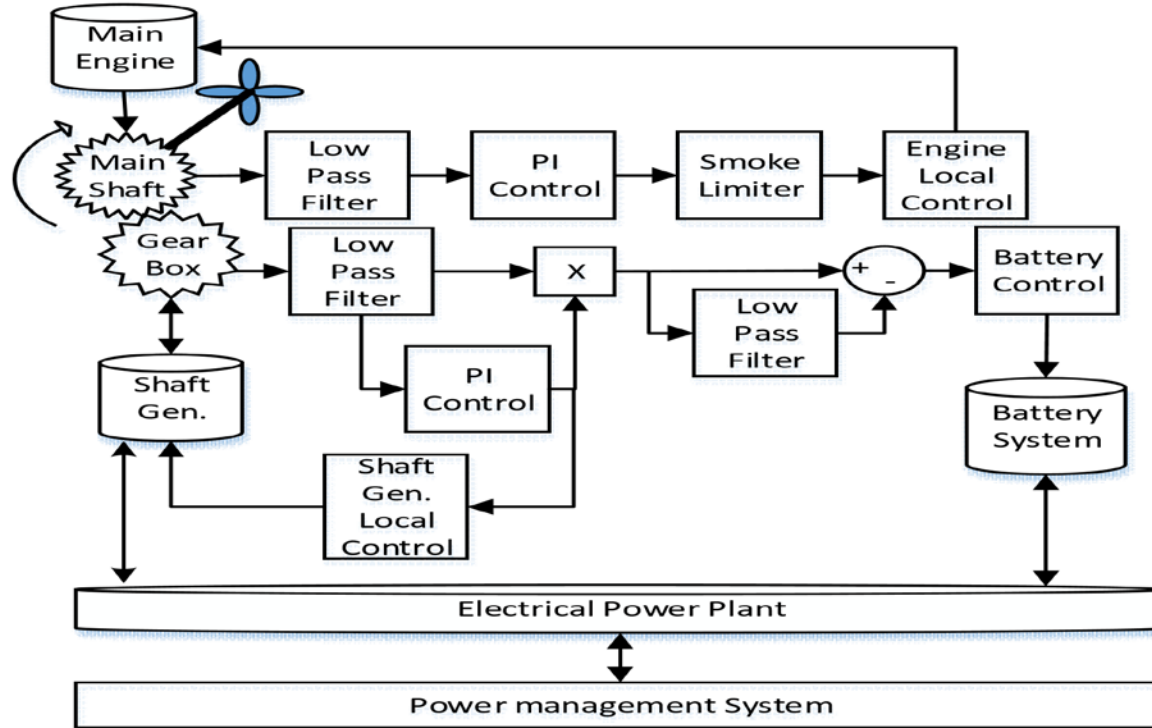 Main
Engine
Main
Shaft
Low
Pass
Filter
PI
Control
Smoke
Limiter
Engine
Local
Control
Gear
Box
Low
Pass
Filter
X
+
-
Battery
Control
Low
Pass
Filter
PI
Control
Shaft
Gen.
Battery
System
Shaft
Gen.
Local
Control
Electrical Power Plant
Power management System